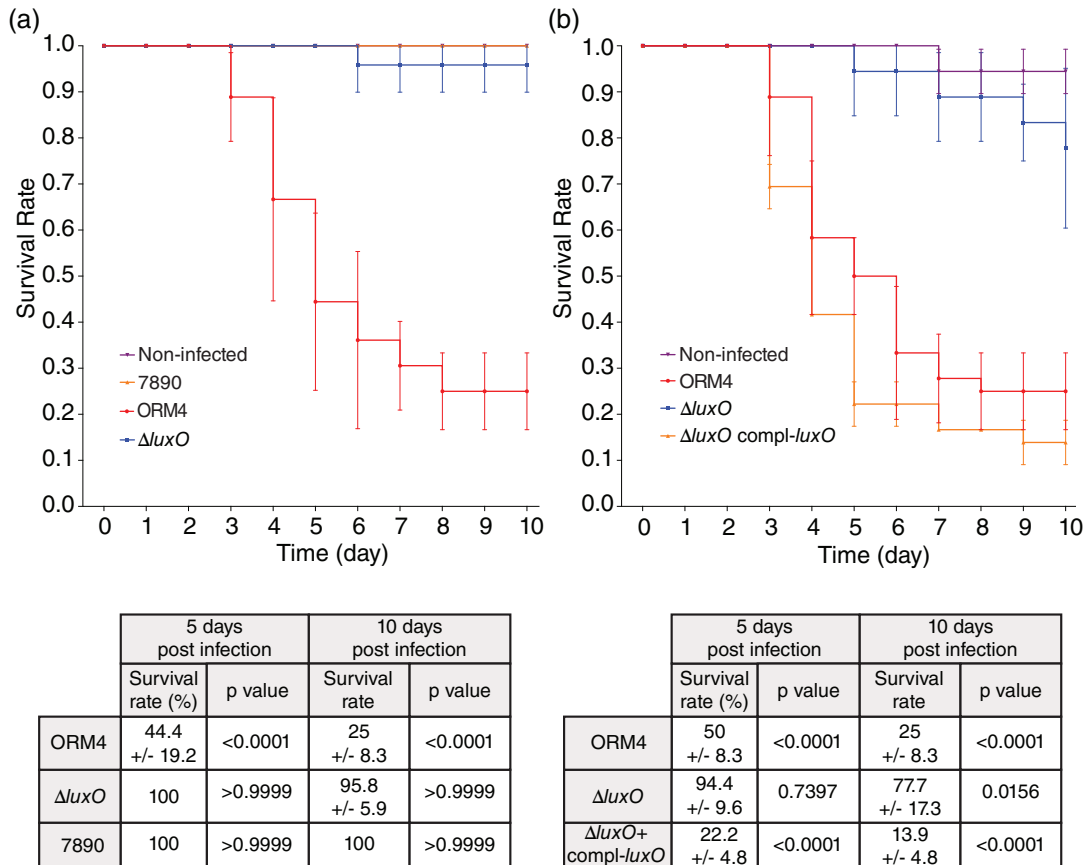 (a)
1.0
0.9
0.8
0.7
0.6
0.5
0.4
0.3
0.2
0.1
0.0
Survival Rate
Non-infected
7890
ORM4
ΔluxO
0 1 2 3 4 5 6 7 8 9 10
Time (day)
(b)
1.0
0.9
0.8
0.7
0.6
0.5
0.4
0.3
0.2
0.1
0.0
Survival Rate
Non-infected
ORM4
ΔluxO
ΔluxO compl-luxO
0 1 2 3 4 5 6 7 8 9 10
Time (day)
5 days 10 days
post infection post infection
Survival Survival
rate (%) p value rate p value
ORM4 44.4 <0.0001 25 <0.0001
+/- 19.2 +/- 8.3
ΔluxO 100 >0.9999 95.8 >0.9999
+/- 5.9
7890 100 >0.9999 100 >0.9999
5 days 10 days
post infection post infection
Survival Survival
rate (%) p value rate p value
ORM4 50 <0.0001 25 <0.0001
+/- 8.3 +/- 8.3
ΔluxO 94.4 0.7397 77.7 0.0156
+/- 9.6 +/- 17.3
ΔluxO+ 22.2 <0.0001 13.9 <0.0001
compl-luxO +/- 4.8 +/- 4.8